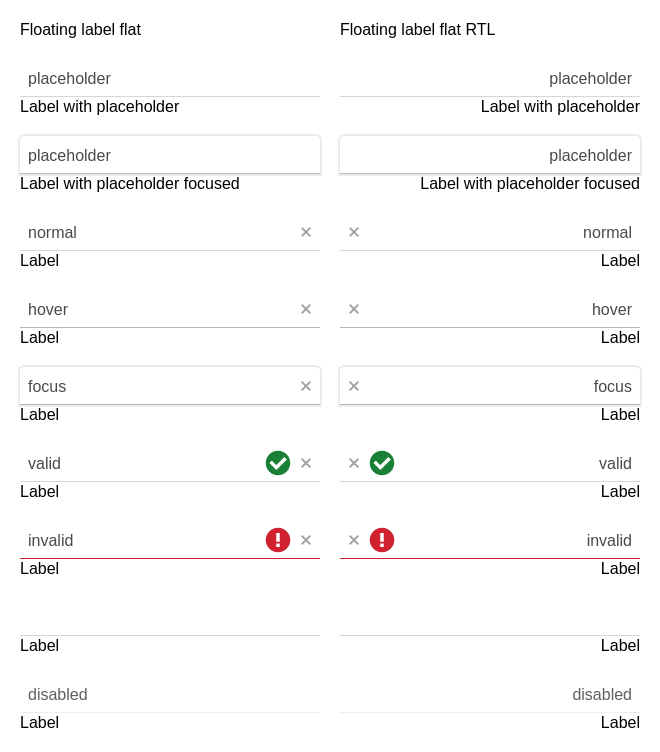 Floating label flat
placeholder
Label with placeholder
placeholder
Label with placeholder focused
normal
Label
hover
Label
focus
Label
valid
Label
invalid
Label
Label
disabled
Label
Floating label flat RTL
placeholder
Label with placeholder
placeholder
Label with placeholder focused
normal
Label
hover
Label
focus
Label
valid
Label
invalid
Label
Label
disabled
Label